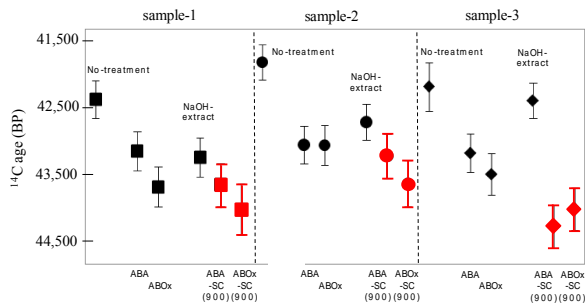 sample-1
sample-2
sample-3
14C age (BP)
41,500
42,500
43,500
44,500
No-treatment
NaOH-
extract
No-treatment
NaOH-
extract
No-treatment
NaOH-
extract
ABA
ABOx
ABA
-SC
(900)
ABOx
-SC
(900)
ABA
ABOx
ABA
-SC
(900)
ABOx
-SC
(900)
ABA
ABOx
ABA
-SC
(900)
ABOx
-SC
(900)